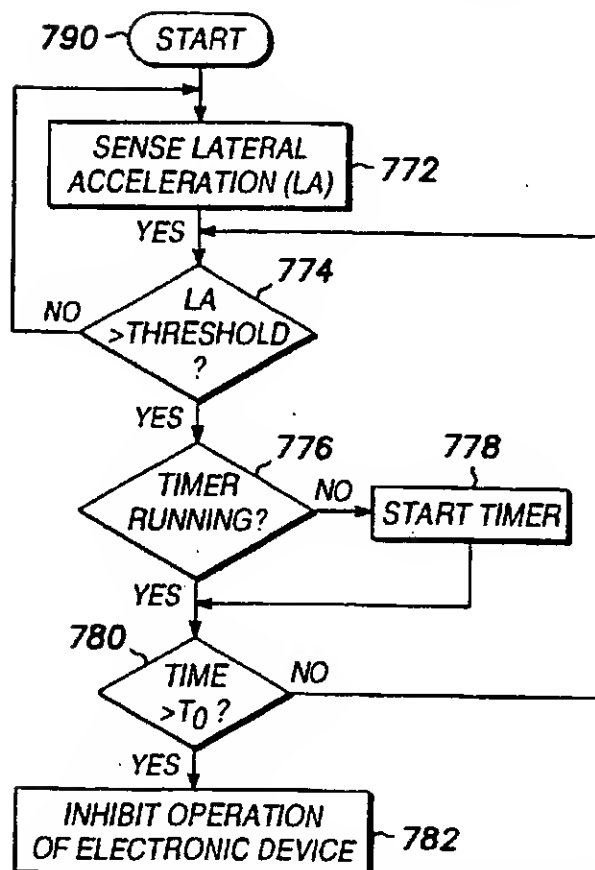 790
START
SENSE LATERAL
ACCELERATION (LA)
772
YES
774
NO
LA
>THRESHOLD
?
YES
776
778
TIMER
RUNNING?
NO
START TIMER
YES
780
TIME
>T₀?
NO
YES
INHIBIT OPERATION
OF ELECTRONIC DEVICE
782